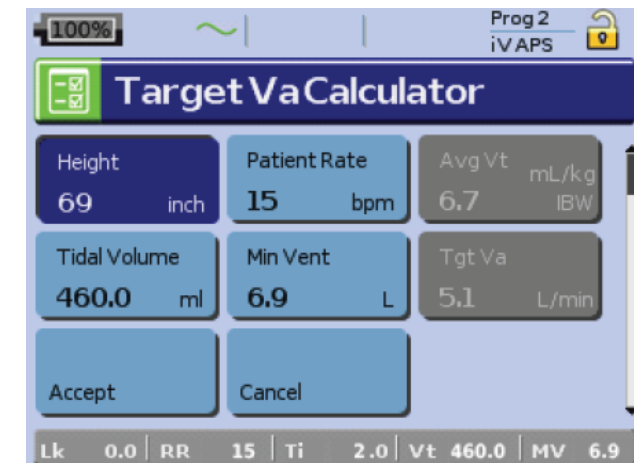 100% Prog 2
iVAPS
Target Va Calculator
Height Patient Rate Avg Vt
69 inch 15 bpm 6.7 mL/kg IBW
Tidal Volume Min Vent Tgt Va
460.0 ml 6.9 L 5.1 L/min
Accept Cancel
Lk 0.0 RR 15 Ti 2.0 Vt 460.0 MV 6.9